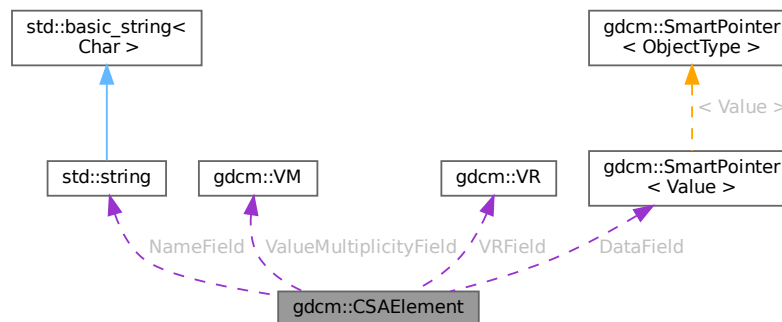 std::basic_string<
Char >
gdcm::SmartPointer
< ObjectType >
< Value >
std::string
gdcm::VM
gdcm::VR
gdcm::SmartPointer
< Value >
NameField
ValueMultiplicityField
VRField
DataField
gdcm::CSAElement